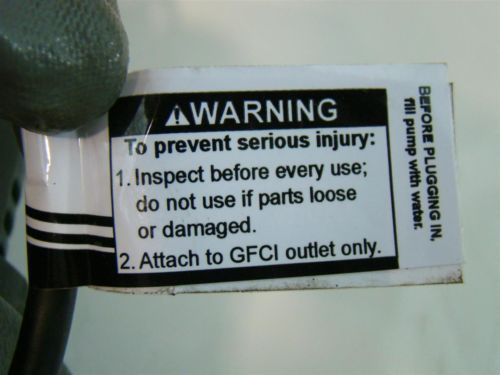 ⚠WARNING
To prevent serious injury:
1. Inspect before every use;
do not use if parts loose
or damaged.
2. Attach to GFCI outlet only.
BEFORE PLUGGING IN,
fill pump with water.